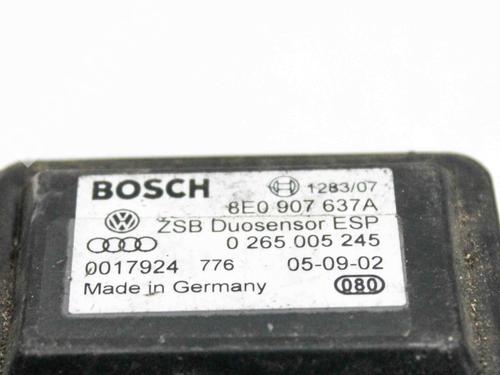 BOSCH 1283/07
8E0 907 637A
ZSB Duosensor ESP
0 265 005 245
0017924 776 05-09-02
Made in Germany 080